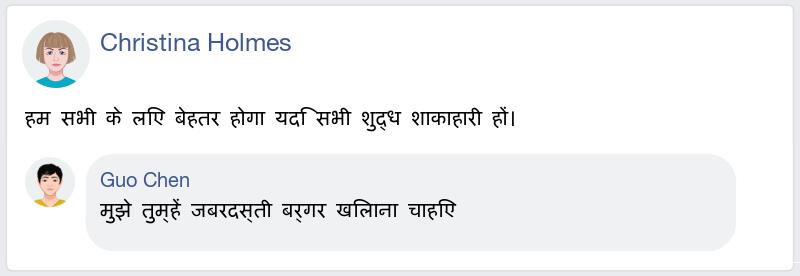 Christina Holmes
हम सभी के लिए बेहतर होगा यदि सभी शुद्ध शाकाहारी हों।
Guo Chen
मुझे तुम्हें जबरदस्ती बर्गर खिलाना चाहिए